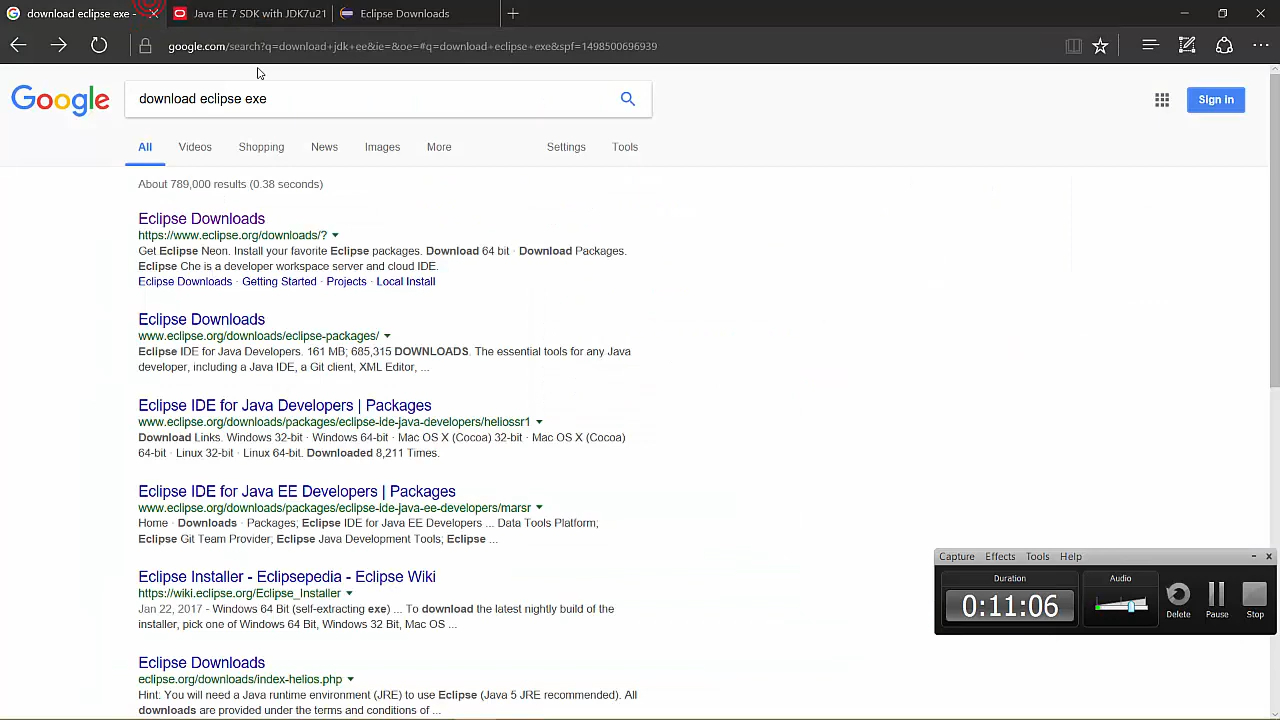 download eclipse exe -
Java EE 7 SDK with JDK7u21
Eclipse Downloads
google.com/search?q=download+jdk+ee&ie=&oe=#q=download+eclipse+exe&spf=1498500696939
Google
download eclipse exe
Sign in
All Videos Shopping News Images More Settings Tools
About 789,000 results (0.38 seconds)
Eclipse Downloads
https://www.eclipse.org/downloads/?
Get Eclipse Neon. Install your favorite Eclipse packages. Download 64 bit · Download Packages.
Eclipse Che is a developer workspace server and cloud IDE.
Eclipse Downloads · Getting Started · Projects · Local Install
Eclipse Downloads
www.eclipse.org/downloads/eclipse-packages/
Eclipse IDE for Java Developers. 161 MB; 685,315 DOWNLOADS. The essential tools for any Java
developer, including a Java IDE, a Git client, XML Editor, ...
Eclipse IDE for Java Developers | Packages
www.eclipse.org/downloads/packages/eclipse-ide-java-developers/heliossr1
Download Links. Windows 32-bit · Windows 64-bit · Mac OS X (Cocoa) 32-bit · Mac OS X (Cocoa)
64-bit · Linux 32-bit · Linux 64-bit. Downloaded 8,211 Times.
Eclipse IDE for Java EE Developers | Packages
www.eclipse.org/downloads/packages/eclipse-ide-java-ee-developers/marsr
Home · Downloads · Packages; Eclipse IDE for Java EE Developers ... Data Tools Platform;
Eclipse Git Team Provider; Eclipse Java Development Tools; Eclipse ...
Eclipse Installer - Eclipsepedia - Eclipse Wiki
https://wiki.eclipse.org/Eclipse_Installer
Jan 22, 2017 - Windows 64 Bit (self-extracting exe) ... To download the latest nightly build of the
installer, pick one of Windows 64 Bit, Windows 32 Bit, Mac OS ...
Eclipse Downloads
eclipse.org/downloads/index-helios.php
Hint: You will need a Java runtime environment (JRE) to use Eclipse (Java 5 JRE recommended). All
downloads are provided under the terms and conditions of ...
Capture Effects Tools Help
Duration
0:11:06
Audio
Delete Pause Stop